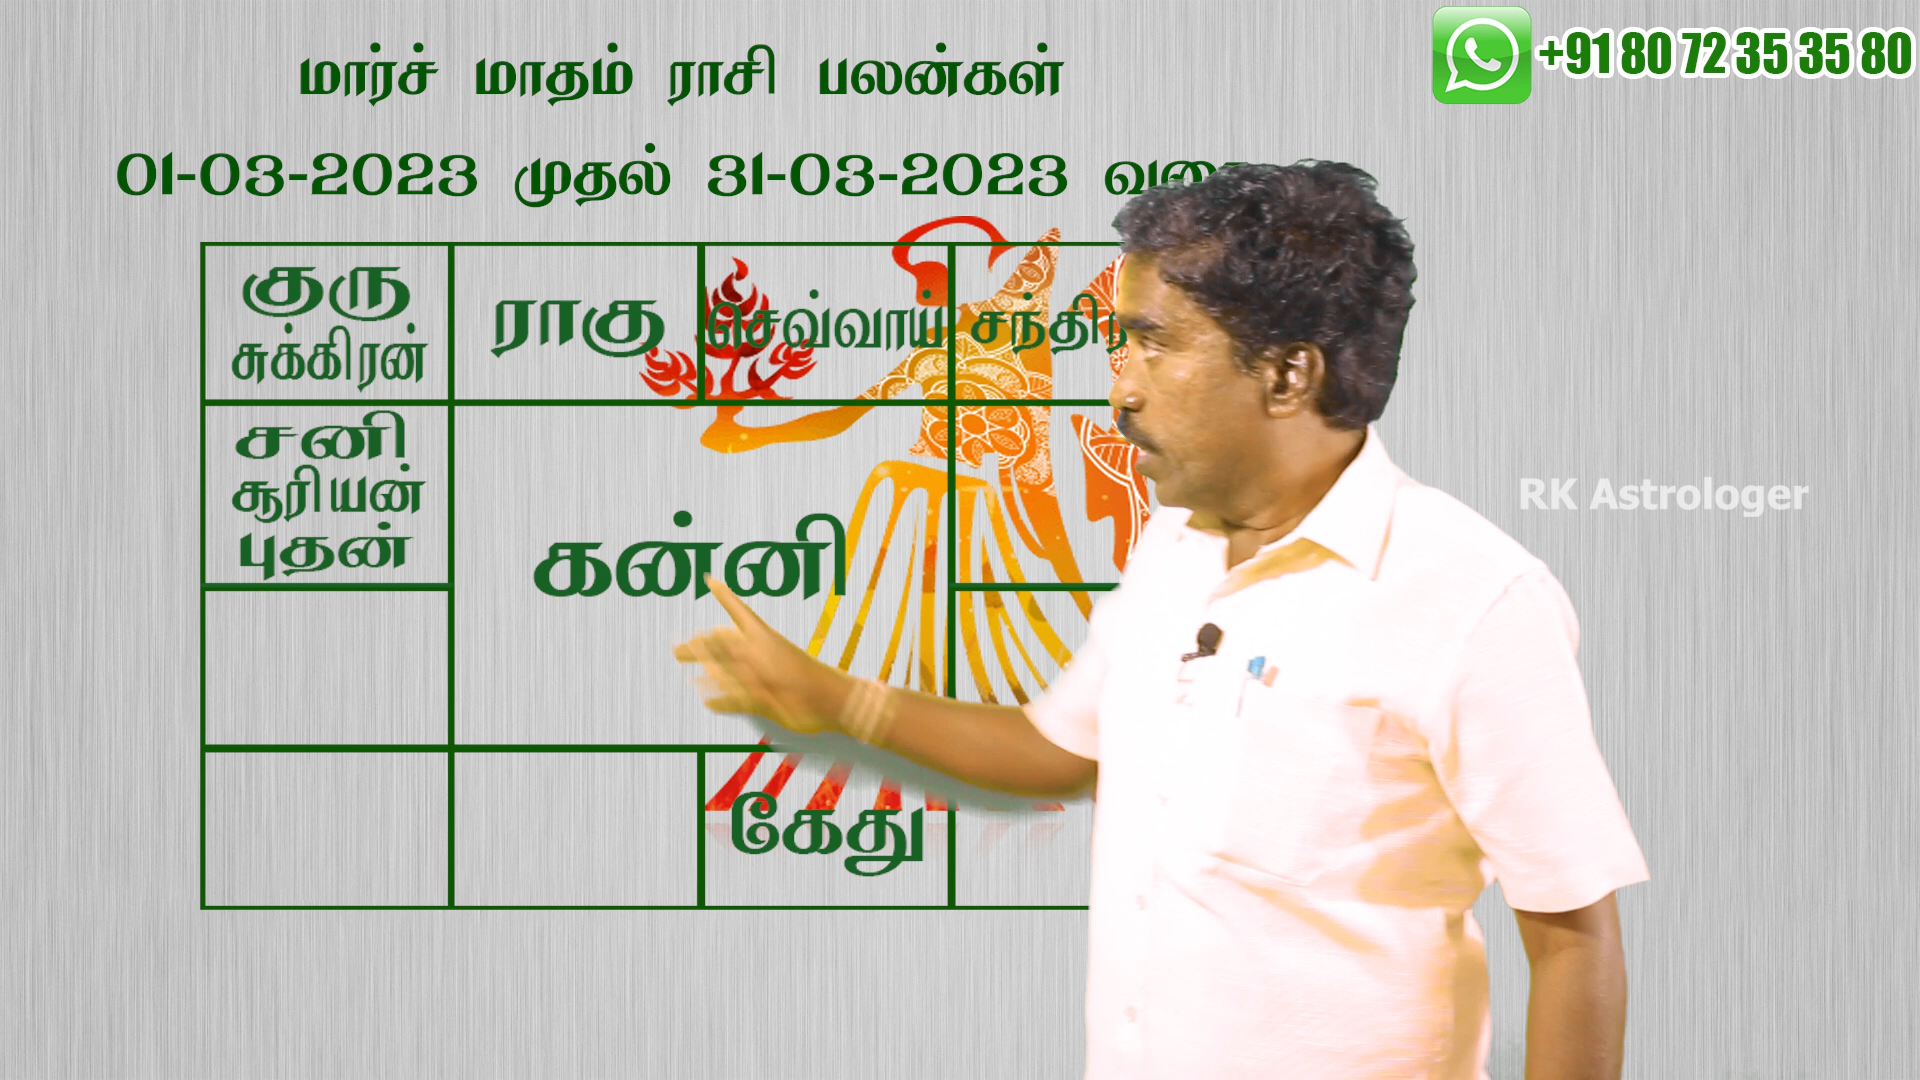 +91 80 72 35 35 80
மார்ச் மாதம் ராசி பலன்கள்
01-03-2023 முதல் 31-03-2023
குரு
சுக்கிரன்
ராகு
செவ்வாய்
சனி
சூரியன்
புதன்
கன்னி
RK Astrologer
கேது